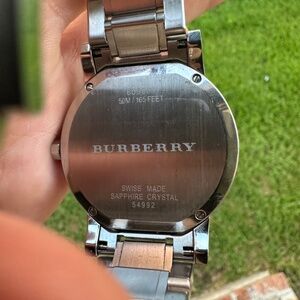 50M / 165 FEET
BURBERRY
SWISS MADE
SAPPHIRE CRYSTAL
54992